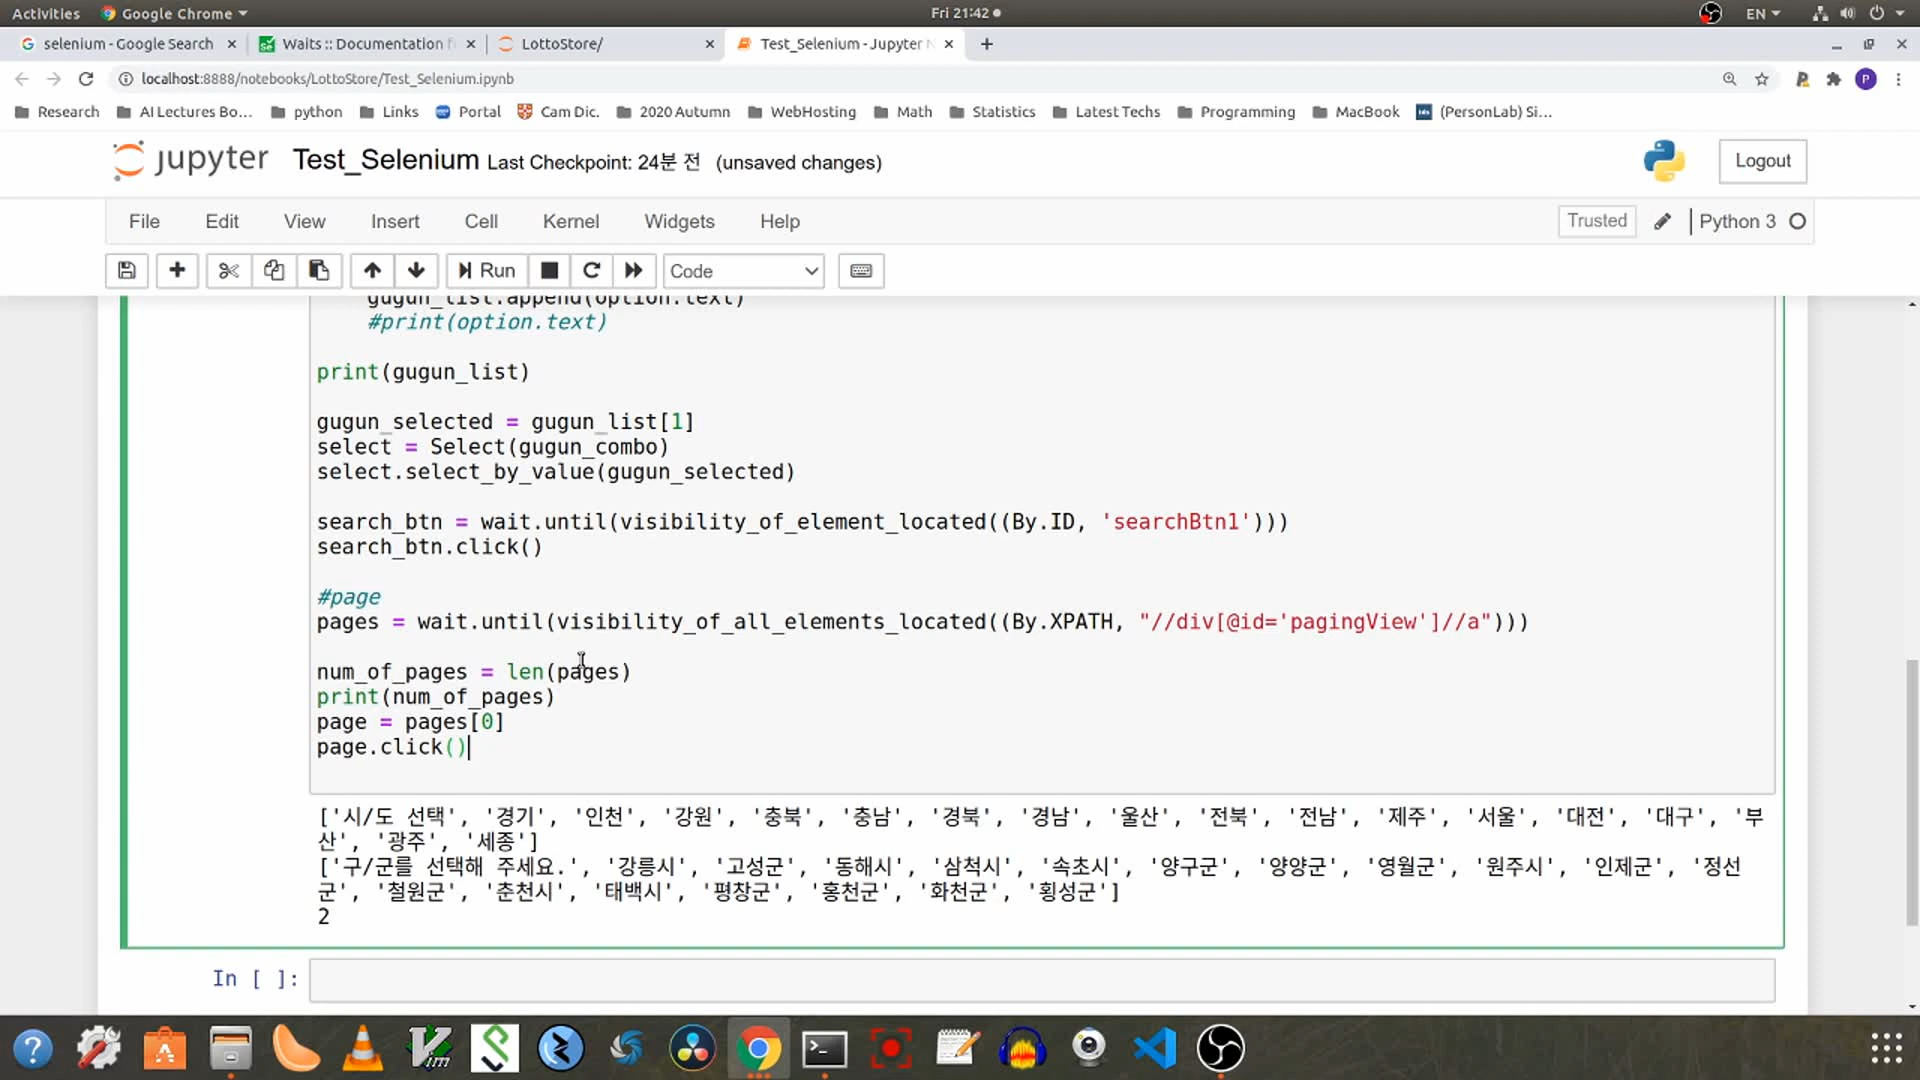 Activities Google Chrome Fri 21:42 EN
selenium - Google Search Waits :: Documentation f LottoStore/ Test_Selenium - Jupyter N
localhost:8888/notebooks/LottoStore/Test_Selenium.ipynb P
Research AI Lectures Bo... python Links Portal Cam Dic. 2020 Autumn WebHosting Math Statistics Latest Techs Programming MacBook (PersonLab) Si...
jupyter Test_Selenium Last Checkpoint: 24분 전 (unsaved changes) Logout
File Edit View Insert Cell Kernel Widgets Help Trusted Python 3
Run Code
gugun_list.append(option.text)
#print(option.text)
print(gugun_list)
gugun_selected = gugun_list[1]
select = Select(gugun_combo)
select.select_by_value(gugun_selected)
search_btn = wait.until(visibility_of_element_located((By.ID, 'searchBtn1')))
search_btn.click()
#page
pages = wait.until(visibility_of_all_elements_located((By.XPATH, "//div[@id='pagingView']//a")))
num_of_pages = len(pages)
print(num_of_pages)
page = pages[0]
page.click()
['시/도 선택', '경기', '인천', '강원', '충북', '충남', '경북', '경남', '울산', '전북', '전남', '제주', '서울', '대전', '대구', '부
산', '광주', '세종']
['구/군를 선택해 주세요.', '강릉시', '고성군', '동해시', '삼척시', '속초시', '양구군', '양양군', '영월군', '원주시', '인제군', '정선
군', '철원군', '춘천시', '태백시', '평창군', '홍천군', '화천군', '횡성군']
2
In [ ]: